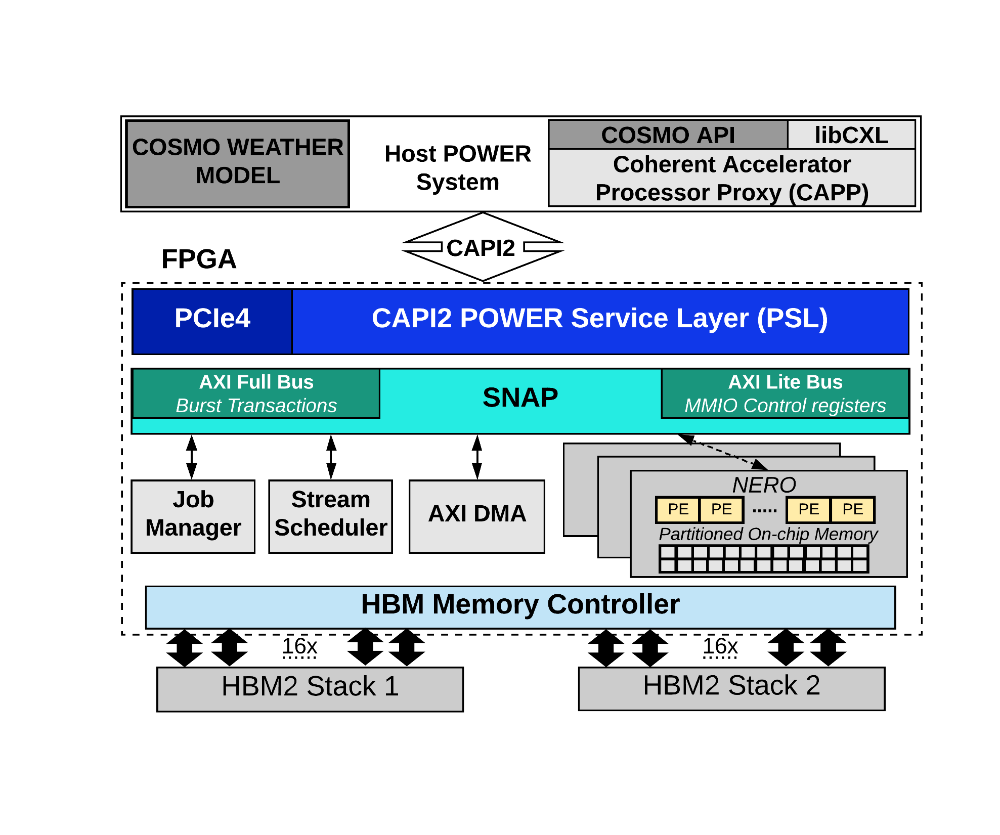 COSMO WEATHER
MODEL
Host POWER
System
COSMO API
libCXL
Coherent Accelerator
Processor Proxy (CAPP)
CAPI2
FPGA
PCIe4
CAPI2 POWER Service Layer (PSL)
AXI Full Bus
Burst Transactions
SNAP
AXI Lite Bus
MMIO Control registers
Job
Manager
Stream
Scheduler
AXI DMA
NERO
PE
PE
.....
PE
PE
Partitioned On-chip Memory
HBM Memory Controller
16x
16x
HBM2 Stack 1
HBM2 Stack 2